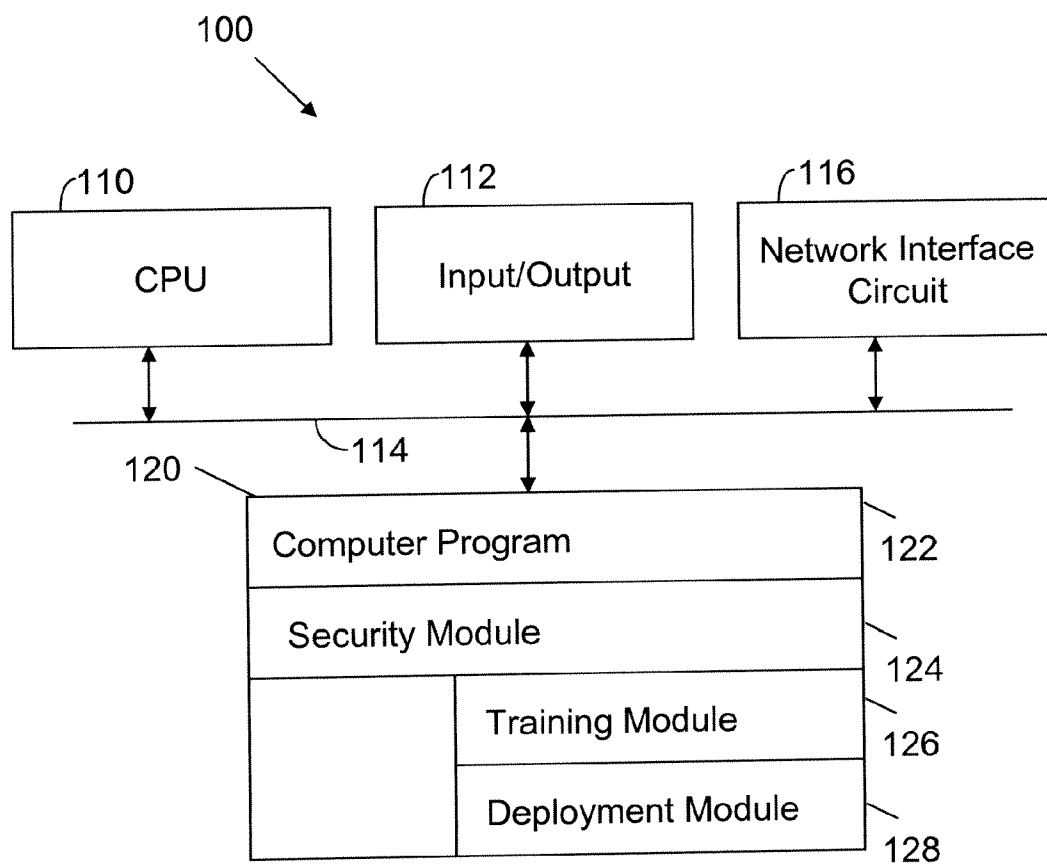 100
110
112
116
CPU
Input/Output
Network Interface
Circuit
114
120
Computer Program
122
Security Module
124
Training Module
126
Deployment Module
128